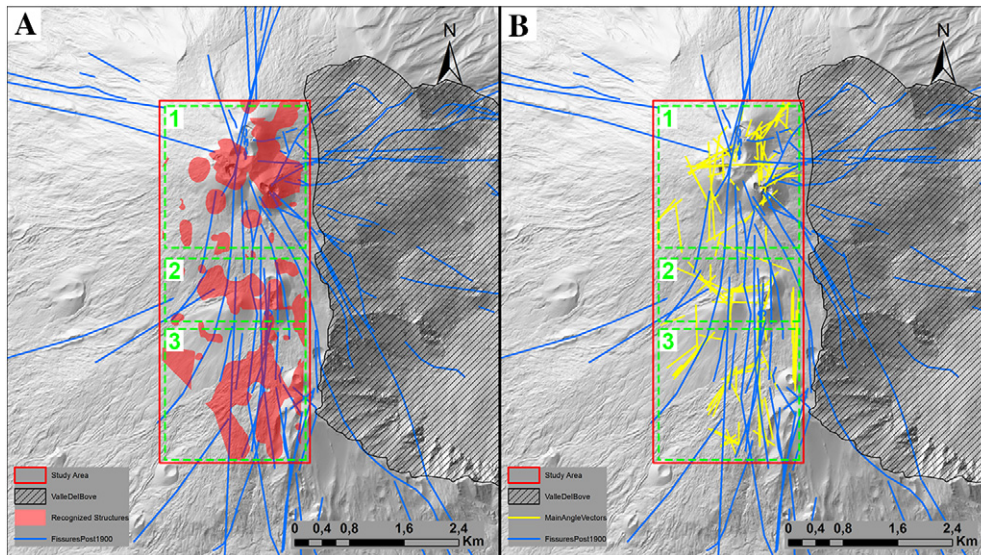 A
N
1
2
3
Study Area
ValleDelBove
Recognized Structures
FissuresPost1900
0 0,4 0,8 1,6 2,4
Km
B
N
1
2
3
Study Area
ValleDelBove
MainAngleVectors
FissuresPost1900
0 0,4 0,8 1,6 2,4
Km